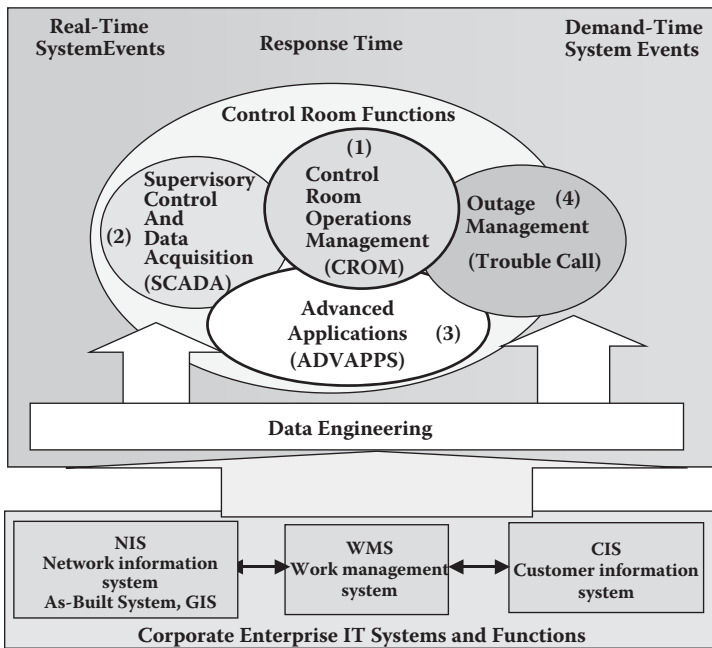 Real-Time
SystemEvents
Response Time
Demand-Time
System Events
Control Room Functions
(1)
Control
Room
Operations
Management
(CROM)
Supervisory
Control
And
(2) Data
Acquisition
(SCADA)
Outage (4)
Management
(Trouble Call)
Advanced
Applications (3)
(ADVAPPS)
Data Engineering
NIS
Network information
system
As-Built System, GIS
WMS
Work management
system
CIS
Customer information
system
Corporate Enterprise IT Systems and Functions